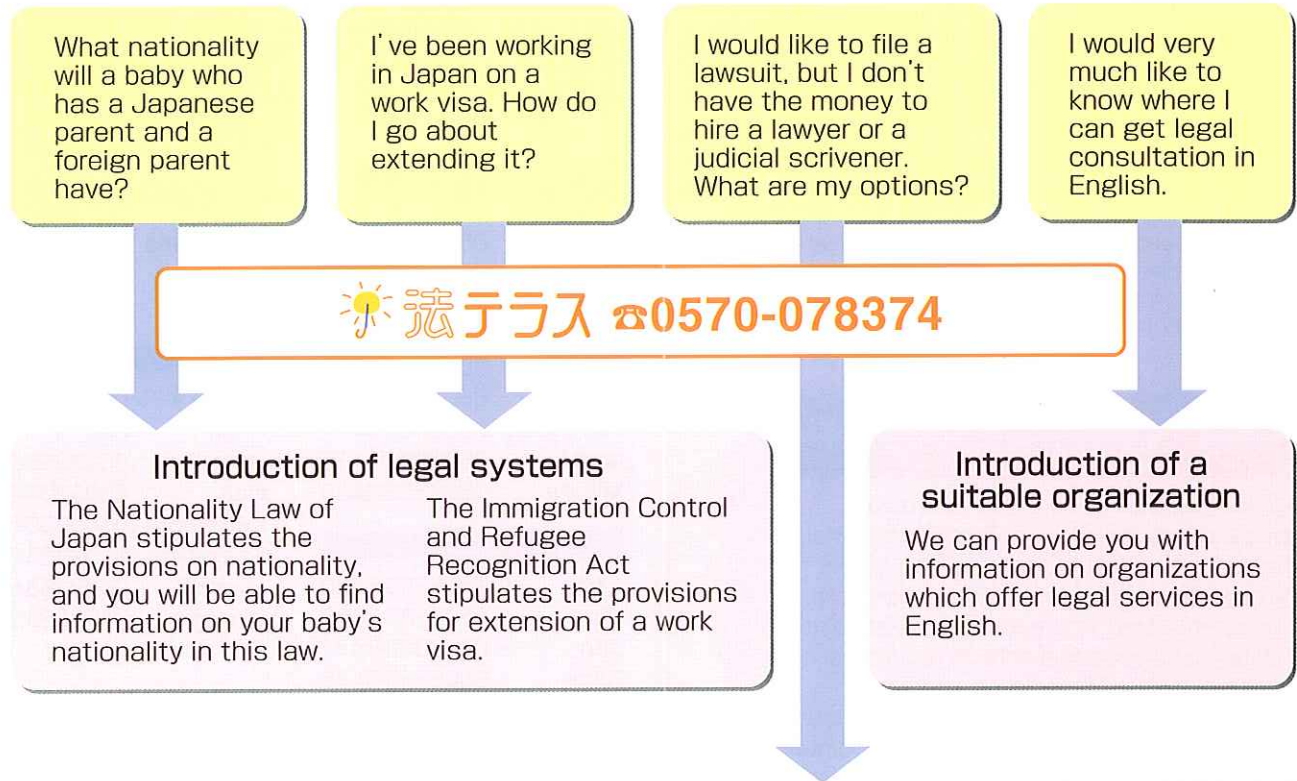 What nationality
will a baby who
has a Japanese
parent and a
foreign parent
have?
I've been working
in Japan on a
work visa. How do
I go about
extending it?
I would like to file a
lawsuit, but I don't
have the money to
hire a lawyer or a
judicial scrivener.
What are my options?
I would very
much like to
know where I
can get legal
consultation in
English.
法テラス ☎0570-078374
Introduction of legal systems
The Nationality Law of
Japan stipulates the
provisions on nationality,
and you will be able to find
information on your baby's
nationality in this law.
The Immigration Control
and Refugee
Recognition Act
stipulates the provisions
for extension of a work
visa.
Introduction of a
suitable organization
We can provide you with
information on organizations
which offer legal services in
English.